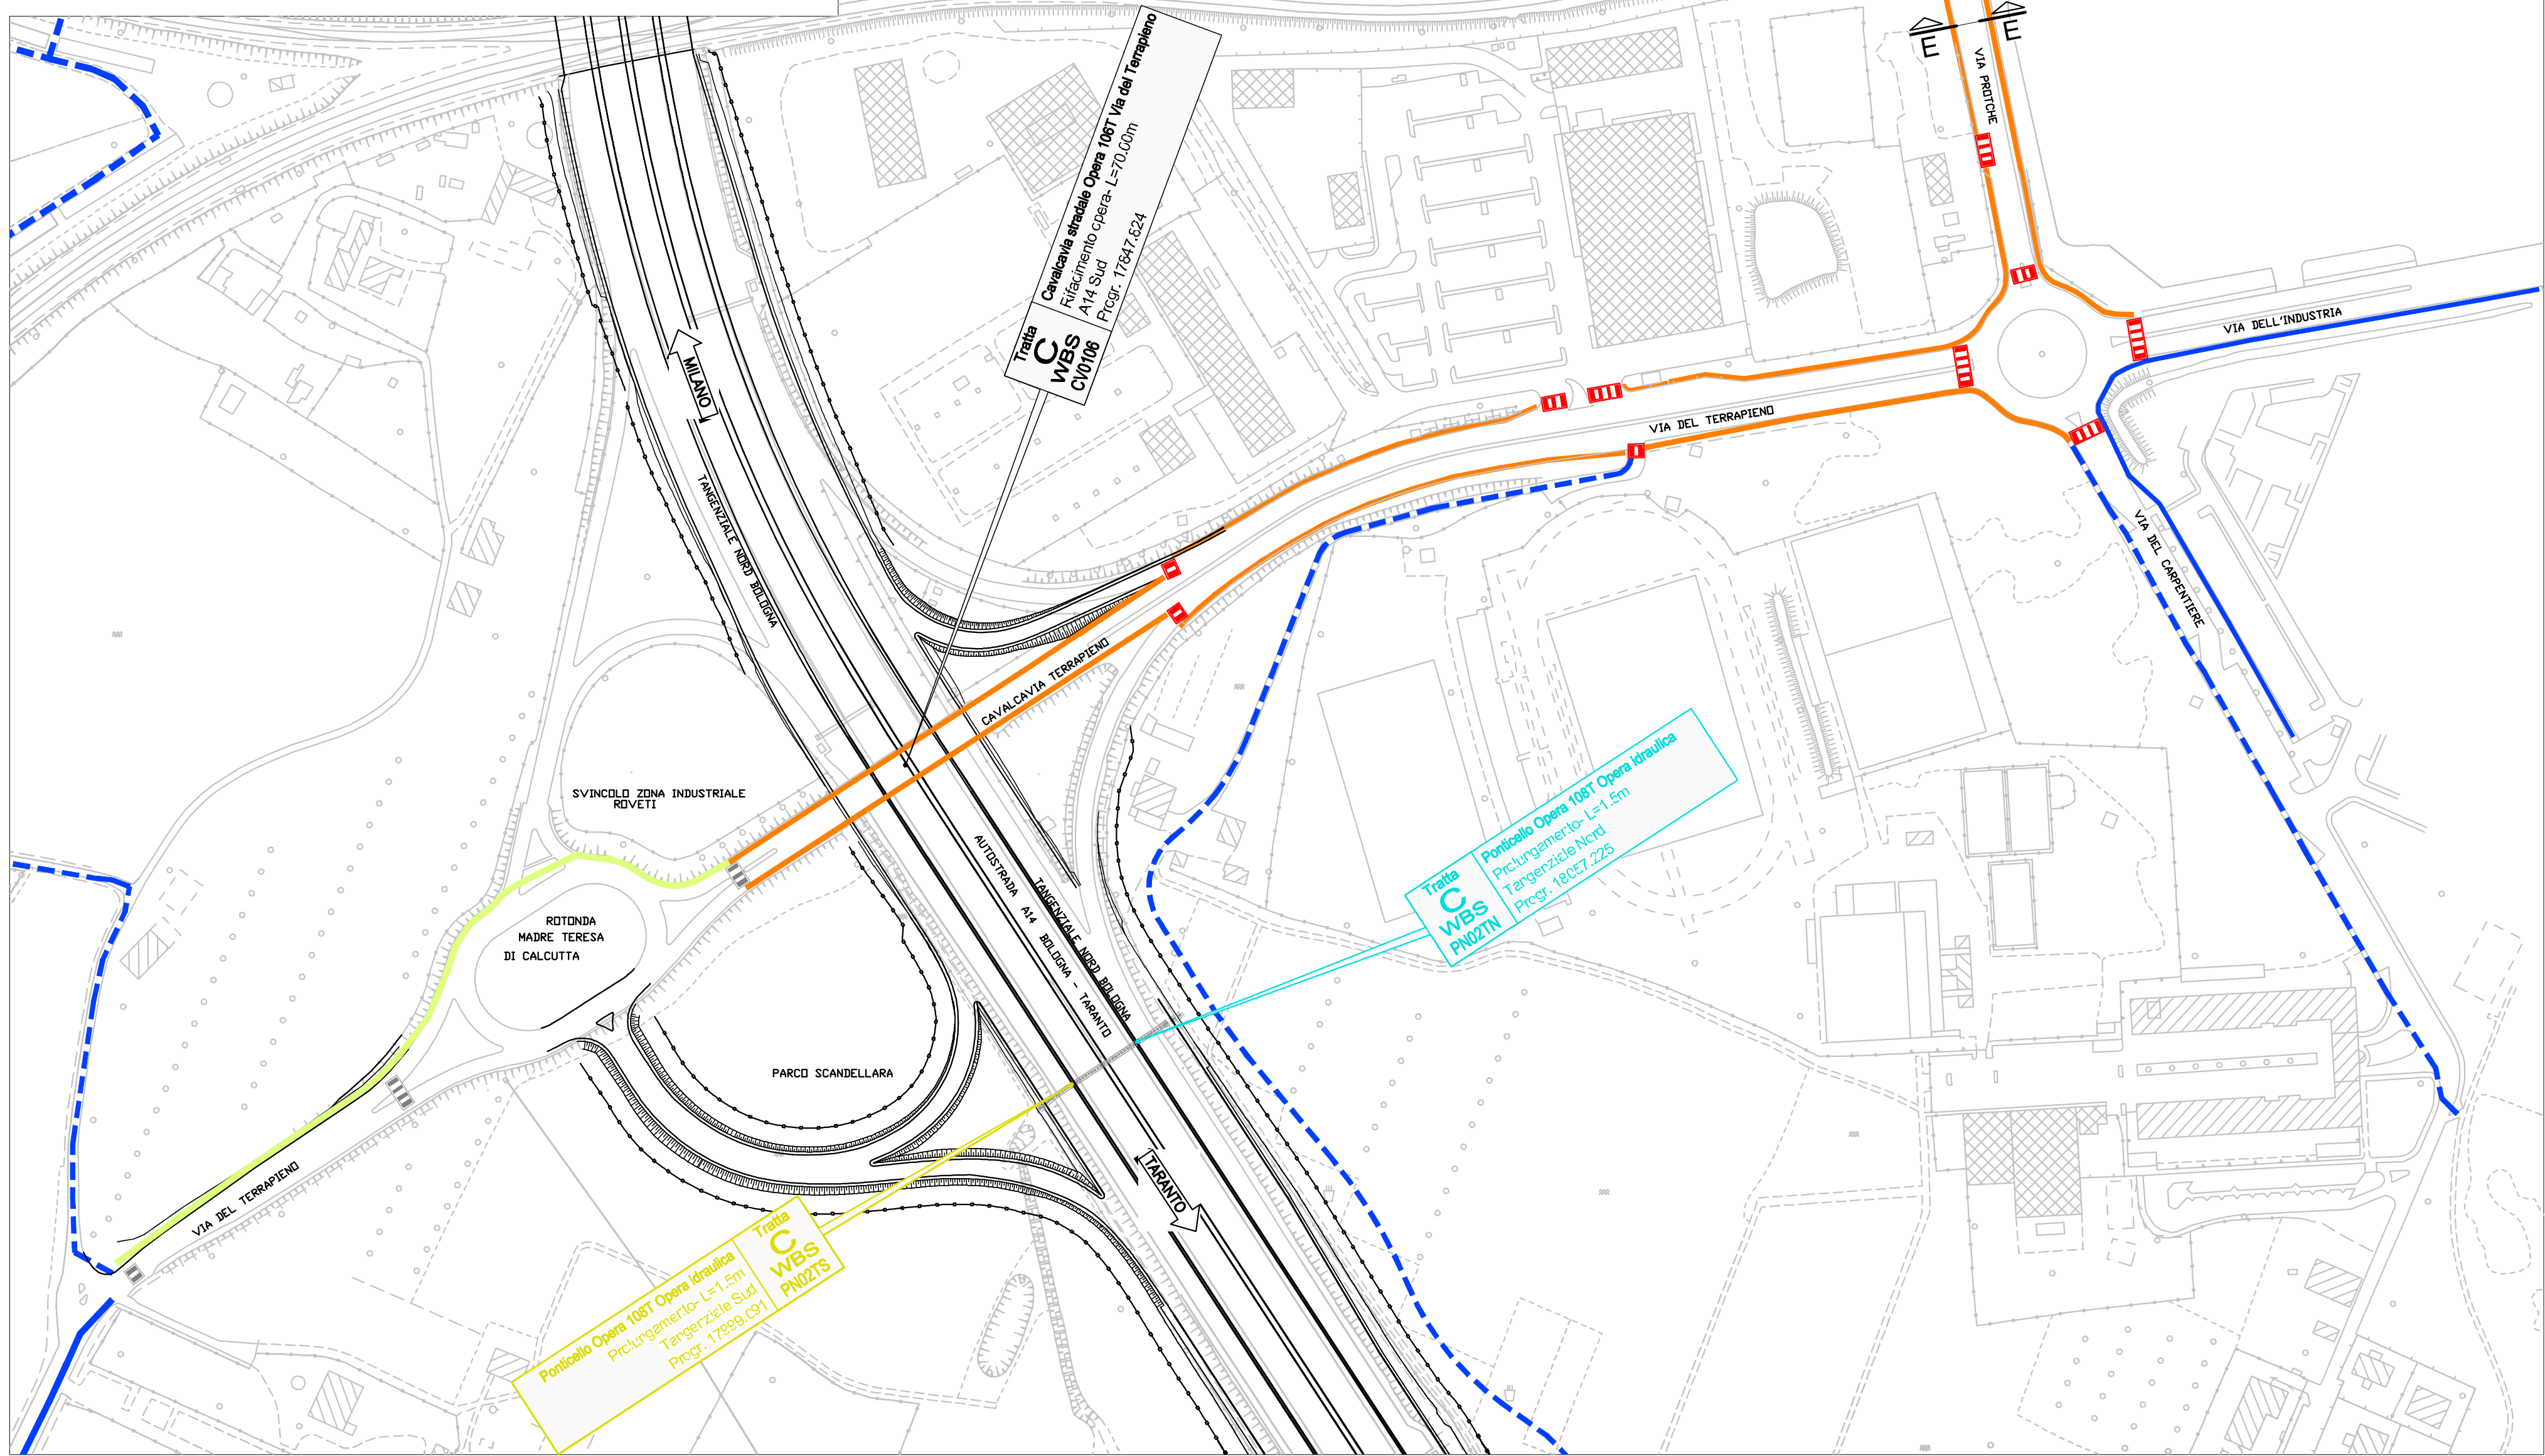 E
E
VIA PROTCHE
Cavalcavia stradale Opera 106T Via del Terrapieno
Rifacimento opera- L=70.00m
A14 Sud
Progr. 17847.624
Tratta
C
WBS
CV0106
MILANO
VIA DELL'INDUSTRIA
VIA DEL TERRAPIENO
TANGENZIALE NORD BOLOGNA
VIA DEL CARPENTIERE
CAVALCAVIA TERRAPIENO
SVINCOLO ZONA INDUSTRIALE
ROVETI
Ponticello Opera 108T Opera idraulica
Prolungamento- L=1.5m
Tangenziale Nord
Progr. 18057.225
Tratta
C
WBS
PN02TN
AUTOSTRADA A14 BOLOGNA - TARANTO
TANGENZIALE NORD BOLOGNA
ROTONDA
MADRE TERESA
DI CALCUTTA
PARCO SCANDELLARA
TARANTO
VIA DEL TERRAPIENO
Ponticello Opera 108T Opera idraulica
Prolungamento- L=1.5m
Tangenziale Sud
Progr. 17999.091
Tratta
C
WBS
PN02TS